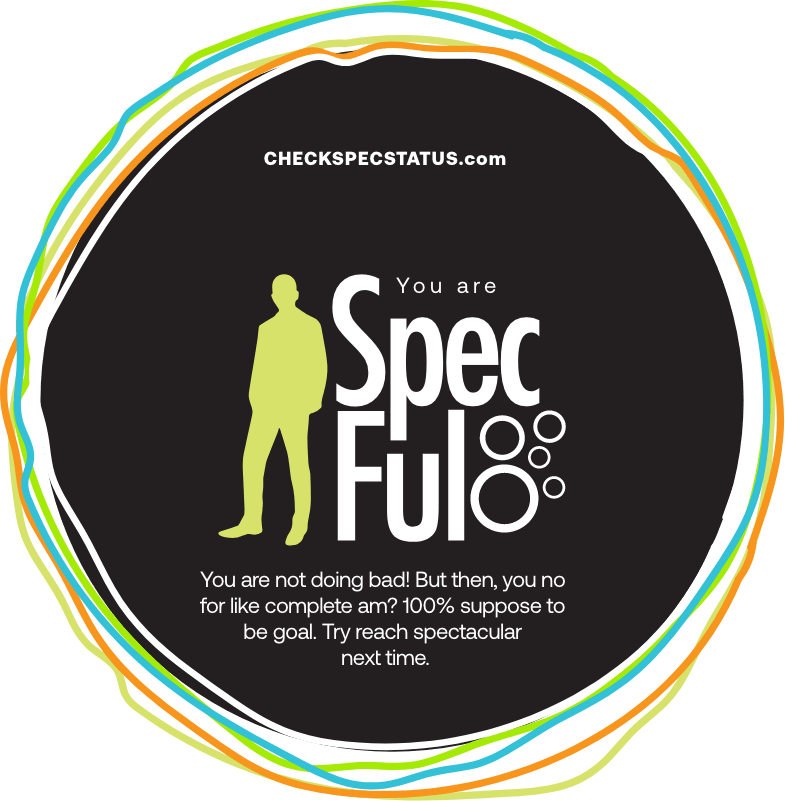 CHECKSPECSTATUS.com
You are
Spec
Ful
You are not doing bad! But then, you no
for like complete am? 100% suppose to
be goal. Try reach spectacular
next time.